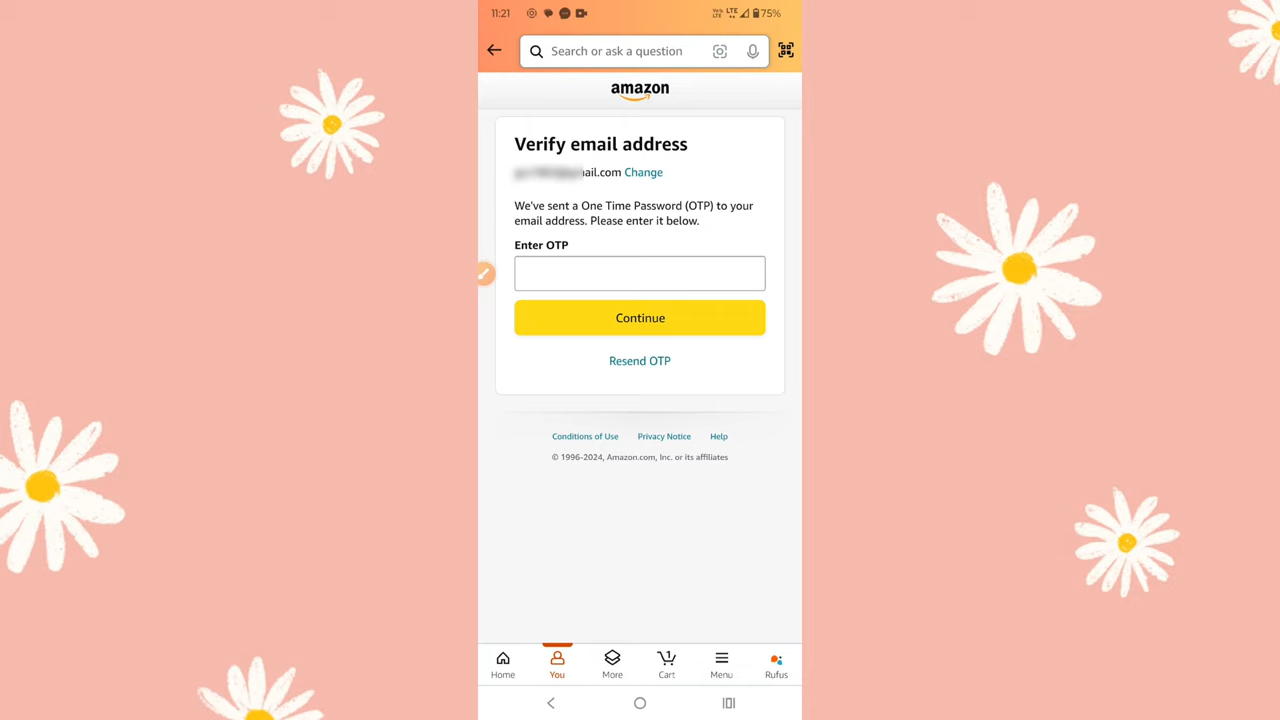 11:21 LTE 75%
Search or ask a question
amazon
Verify email address
ail.com Change
We've sent a One Time Password (OTP) to your
email address. Please enter it below.
Enter OTP
Continue
Resend OTP
Conditions of Use Privacy Notice Help
© 1996-2024, Amazon.com, Inc. or its affiliates
1
Home You More Cart Menu Rufus